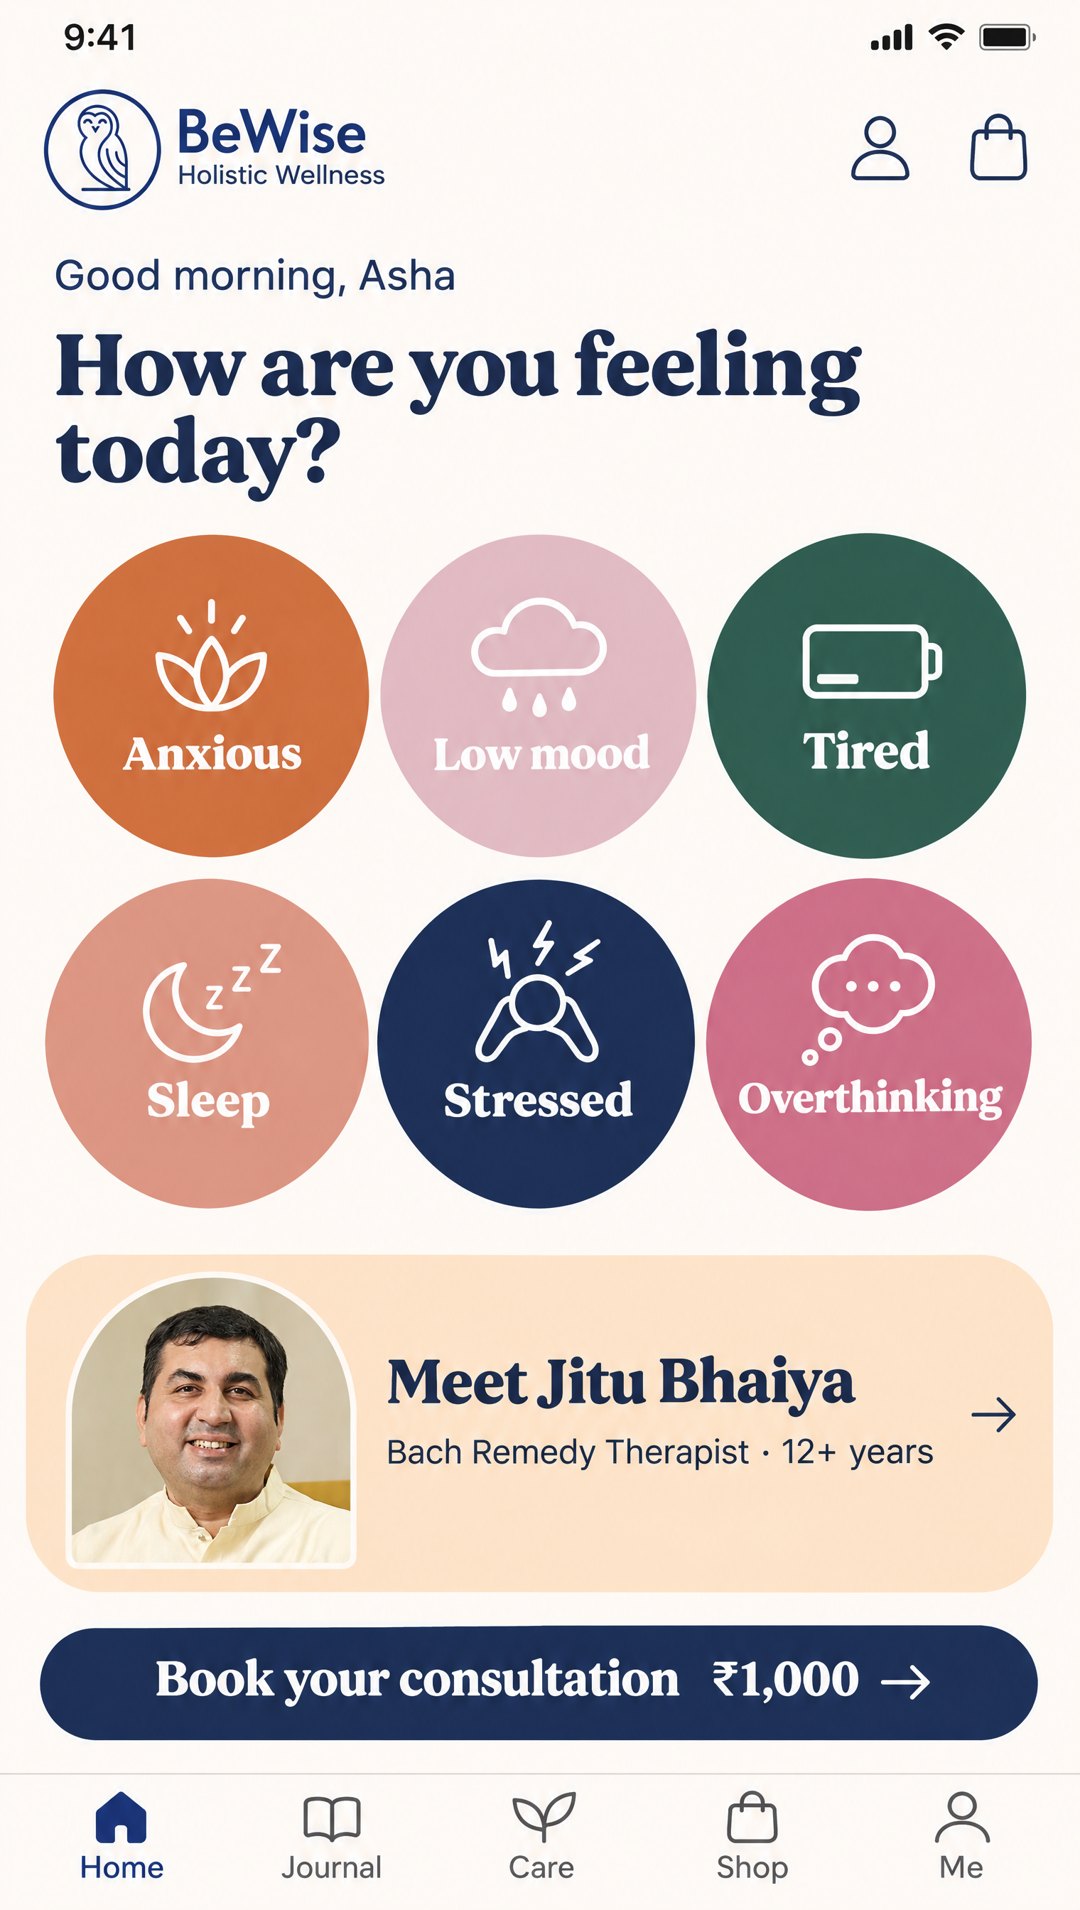 9:41
BeWise
Holistic Wellness
Good morning, Asha
How are you feeling
today?
Anxious
Low mood
Tired
z z z
Sleep
Stressed
Overthinking
Meet Jitu Bhaiya
Bach Remedy Therapist · 12+ years
Book your consultation ₹1,000 →
Home
Journal
Care
Shop
Me